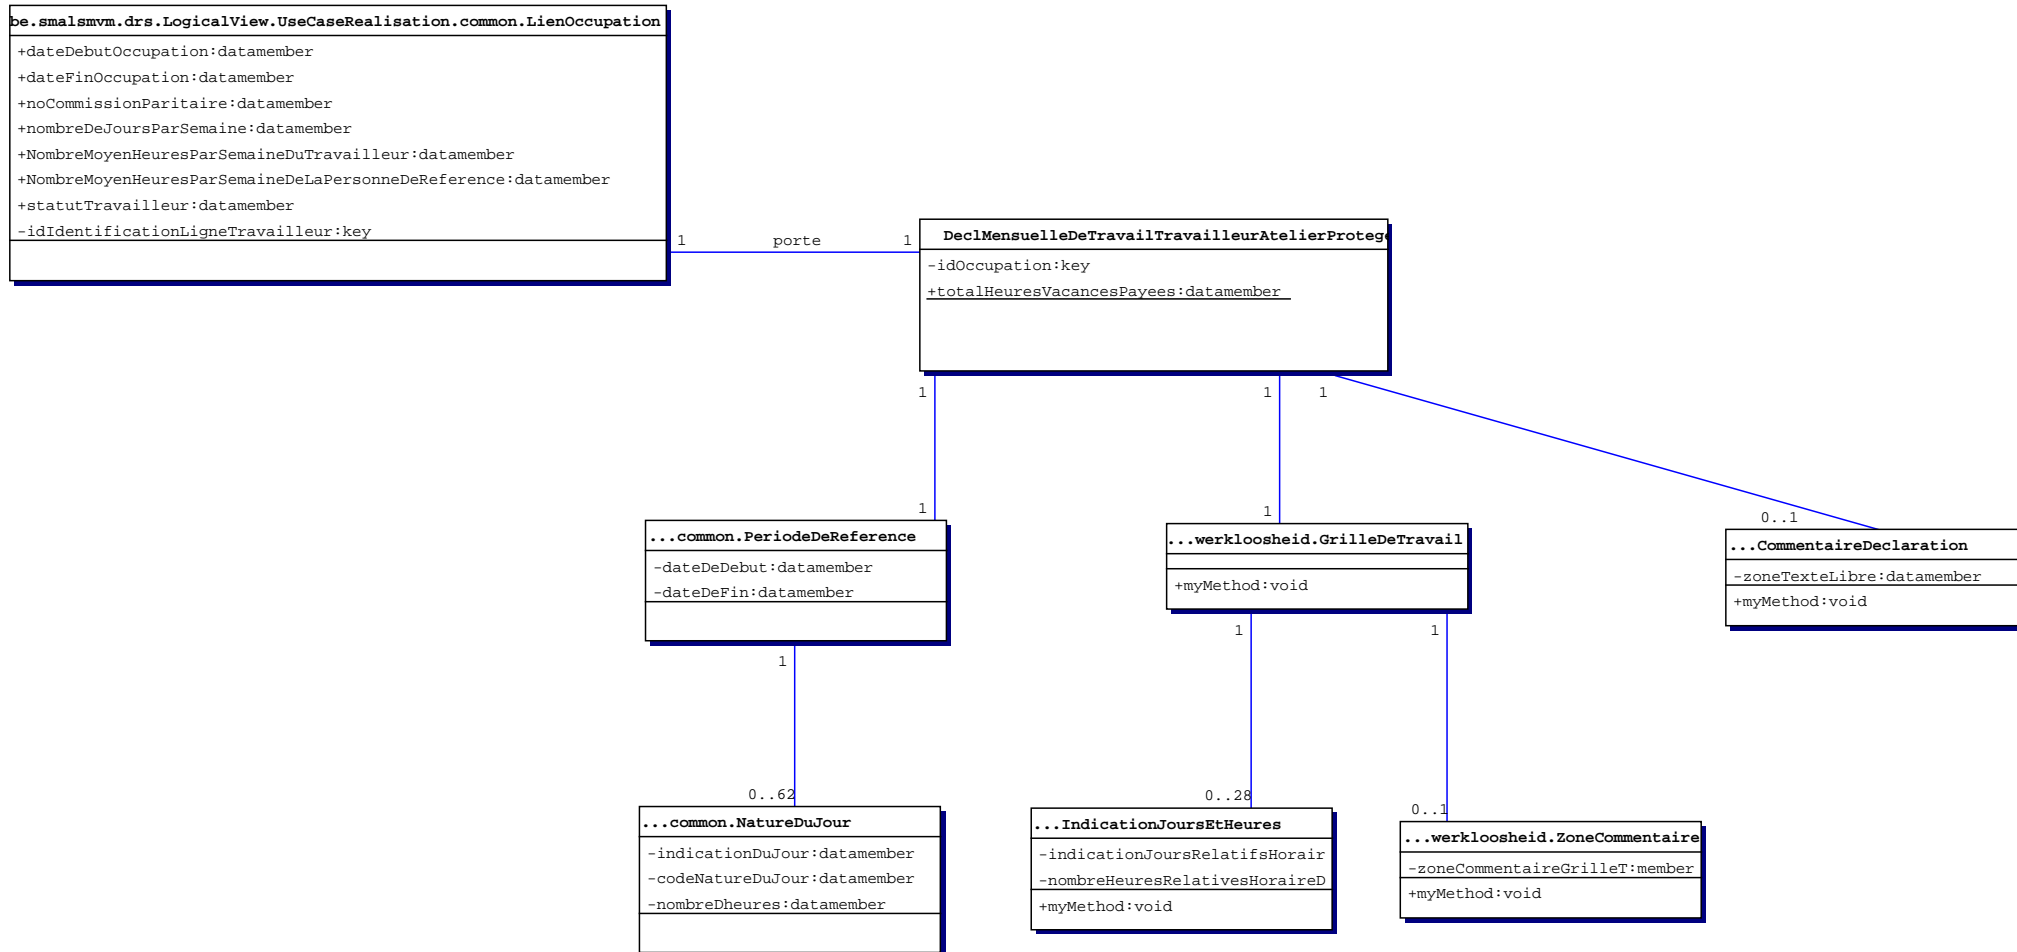 be.smalsmvm.drs.LogicalView.UseCaseRealisation.common.LienOccupation
+dateDebutOccupation:datamember
+dateFinOccupation:datamember
+noCommissionParitaire:datamember
+nombreDeJoursParSemaine:datamember
+NombreMoyenHeuresParSemaineDuTravailleur:datamember
+NombreMoyenHeuresParSemaineDeLaPersonneDeReference:datamember
+statutTravailleur:datamember
-idIdentificationLigneTravailleur:key
1 porte 1
DeclMensuelleDeTravailTravailleurAtelierProtege
-idOccupation:key
+totalHeuresVacancesPayees:datamember
1 1 1
1 1 0..1
...common.PeriodeDeReference
-dateDeDebut:datamember
-dateDeFin:datamember
...werkloosheid.GrilleDeTravail
+myMethod:void
...CommentaireDeclaration
-zoneTexteLibre:datamember
+myMethod:void
1 1 1
0..62 0..28 0..1
...common.NatureDuJour
-indicationDuJour:datamember
-codeNatureDuJour:datamember
-nombreDheures:datamember
...IndicationJoursEtHeures
-indicationJoursRelatifsHorair
-nombreHeuresRelativesHoraireD
+myMethod:void
...werkloosheid.ZoneCommentaire
-zoneCommentaireGrilleT:member
+myMethod:void